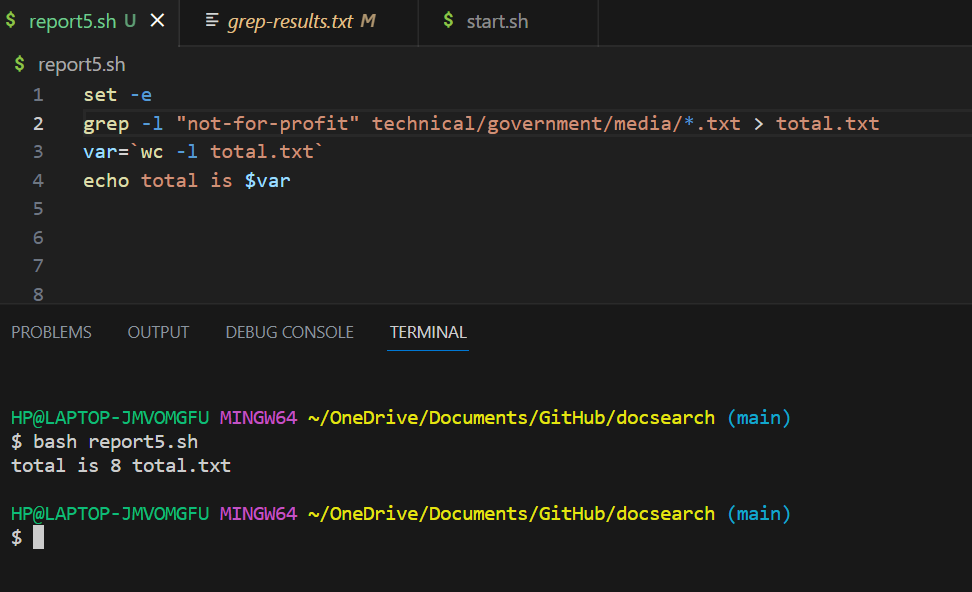 $ report5.sh U × grep-results.txt M $ start.sh
$ report5.sh
1 set -e
2 grep -l "not-for-profit" technical/government/media/*.txt > total.txt
3 var=`wc -l total.txt`
4 echo total is $var
5
6
7
8
PROBLEMS OUTPUT DEBUG CONSOLE TERMINAL
HP@LAPTOP-JMVOMGFU MINGW64 ~/OneDrive/Documents/GitHub/docsearch (main)
$ bash report5.sh
total is 8 total.txt
HP@LAPTOP-JMVOMGFU MINGW64 ~/OneDrive/Documents/GitHub/docsearch (main)
$